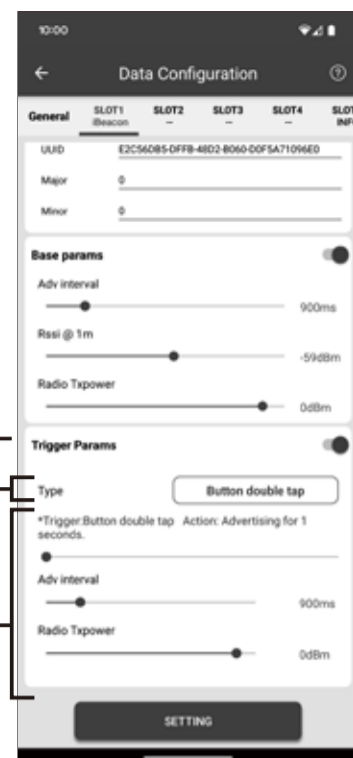 10:00
Data Configuration
General
SLOT1
iBeacon
SLOT2
--
SLOT3
--
SLOT4
--
SLOT
INF
UUID E2C56DB5-DFFB-48D2-B060-D0F5A71096E0
Major 0
Minor 0
Base params
Adv interval
900ms
Rssi @ 1m
-59dBm
Radio Txpower
0dBm
Trigger Params
Type Button double tap
*Trigger:Button double tap Action: Advertising for 1
seconds.
Adv interval
900ms
Radio Txpower
0dBm
SETTING